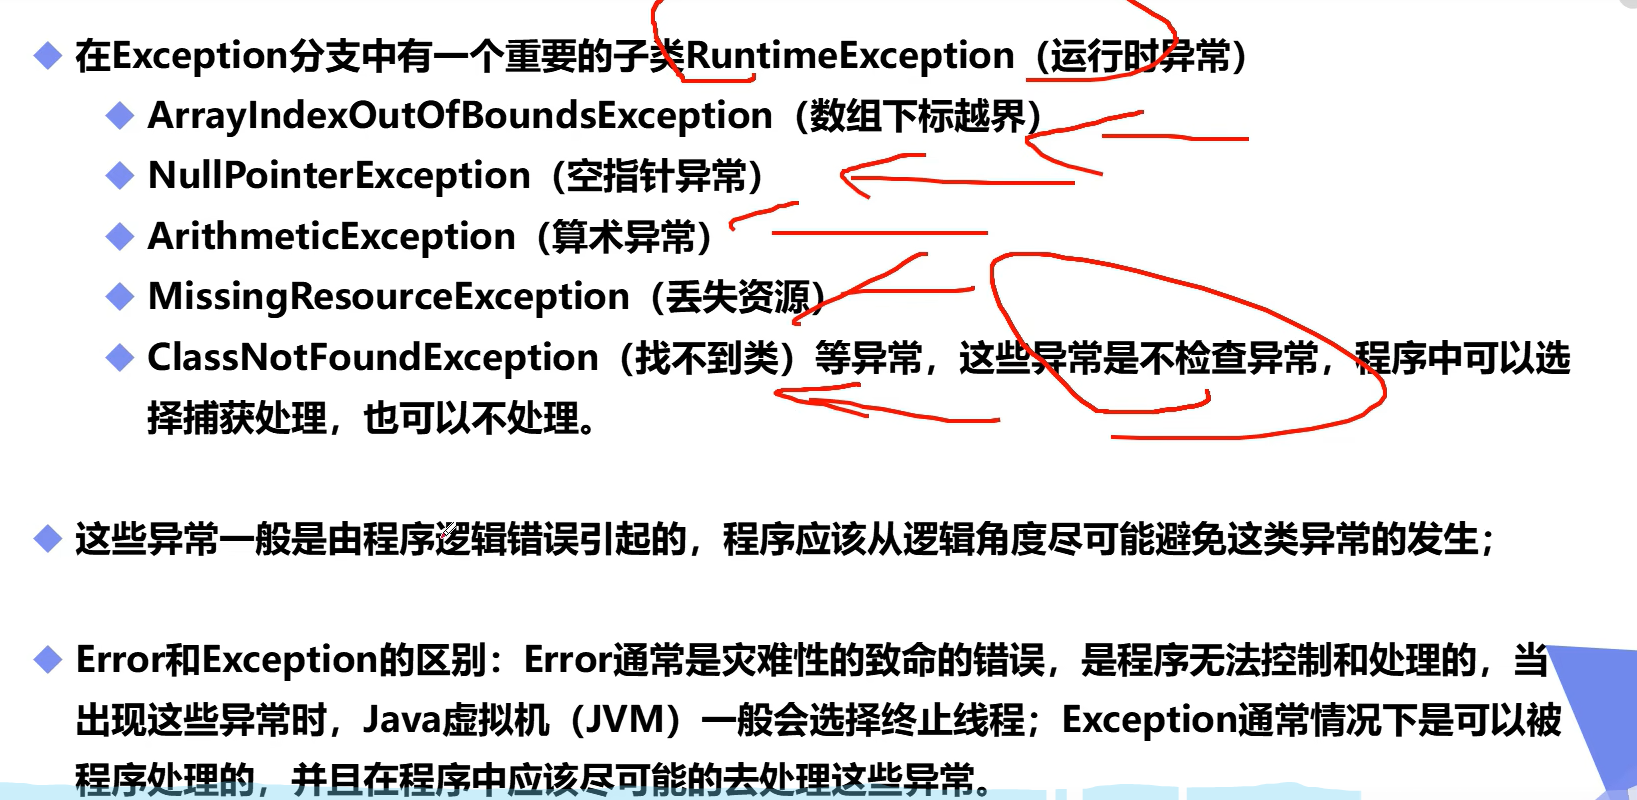 在Exception分支中有一个重要的子类RuntimeException（运行时异常）
ArrayIndexOutOfBoundsException（数组下标越界）
NullPointerException（空指针异常）
ArithmeticException（算术异常）
MissingResourceException（丢失资源）
ClassNotFoundException（找不到类）等异常，这些异常是不检查异常，程序中可以选
择捕获处理，也可以不处理。
这些异常一般是由程序逻辑错误引起的，程序应该从逻辑角度尽可能避免这类异常的发生；
Error和Exception的区别：Error通常是灾难性的致命的错误，是程序无法控制和处理的，当
出现这些异常时，Java虚拟机（JVM）一般会选择终止线程；Exception通常情况下是可以被
程序处理的，并且在程序中应该尽可能的去处理这些异常。